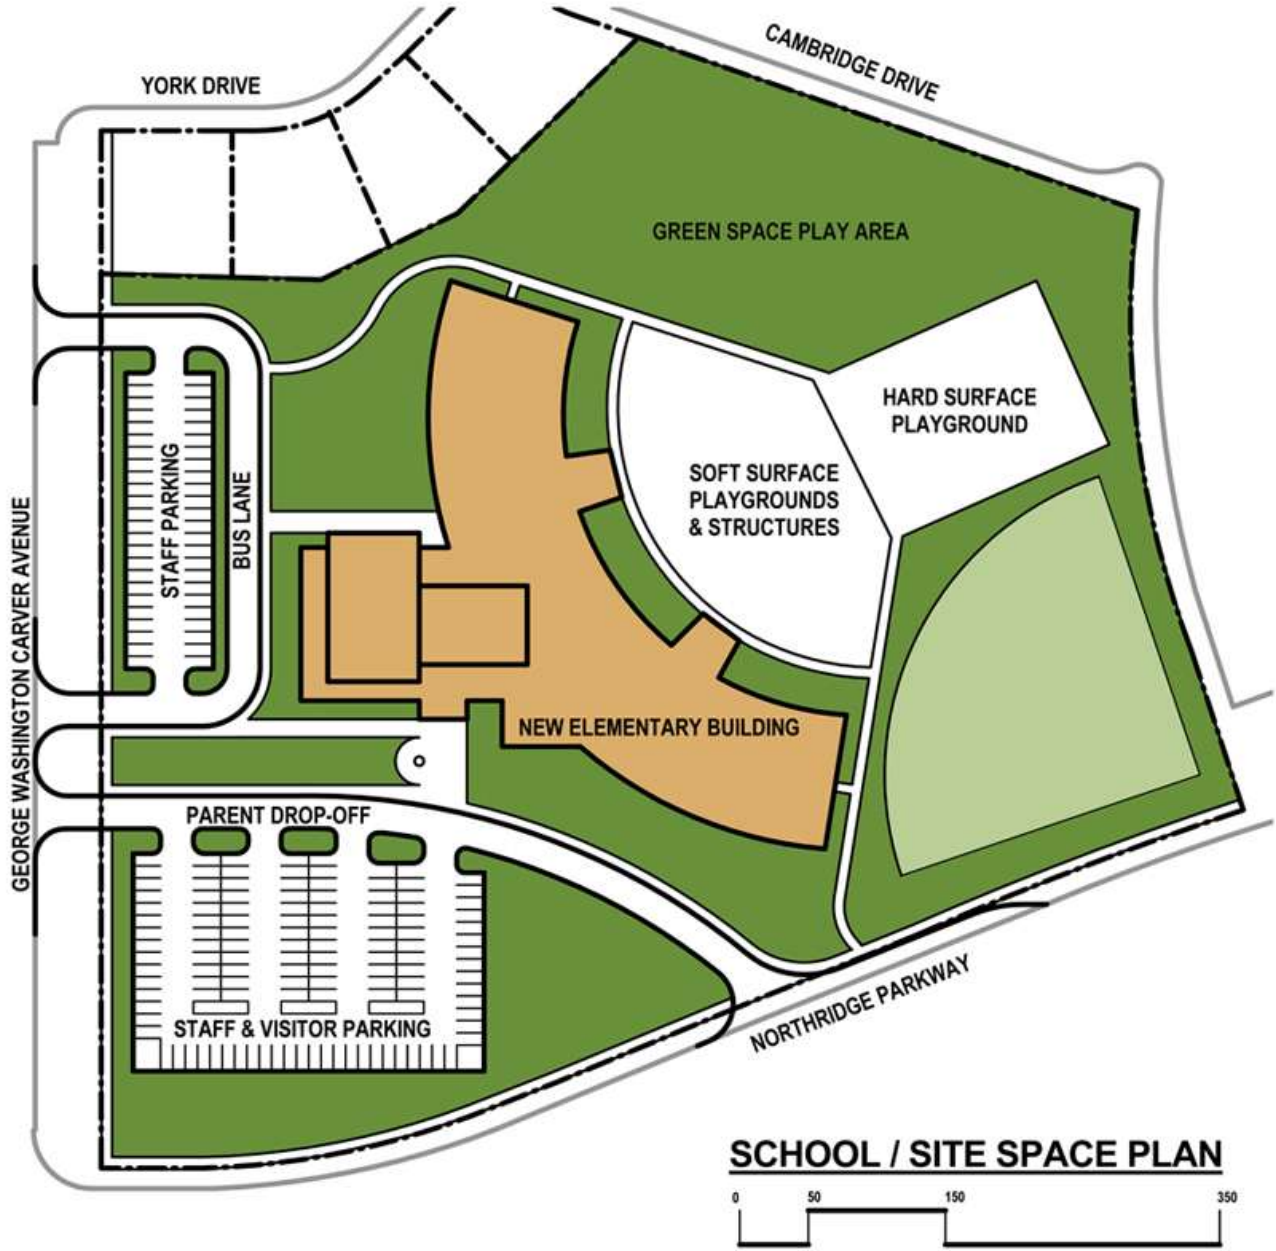 CAMBRIDGE DRIVE
YORK DRIVE
GREEN SPACE PLAY AREA
HARD SURFACE
PLAYGROUND
SOFT SURFACE
PLAYGROUNDS
& STRUCTURES
STAFF PARKING
BUS LANE
GEORGE WASHINGTON CARVER AVENUE
NEW ELEMENTARY BUILDING
PARENT DROP-OFF
STAFF & VISITOR PARKING
NORTHRIDGE PARKWAY
SCHOOL / SITE SPACE PLAN
0 50 150 350